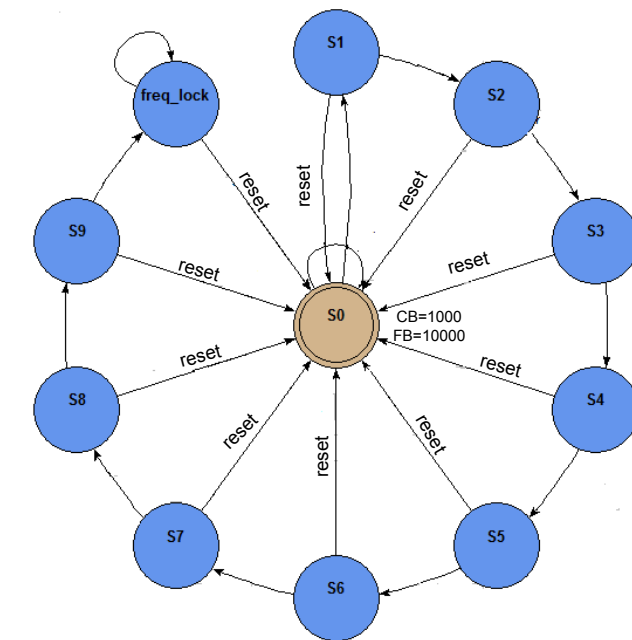 S1
freq_lock
S2
reset
reset
reset
S9
S3
reset
reset
S0
CB=1000
FB=10000
reset
reset
S8
S4
reset
reset
reset
S7
S5
S6